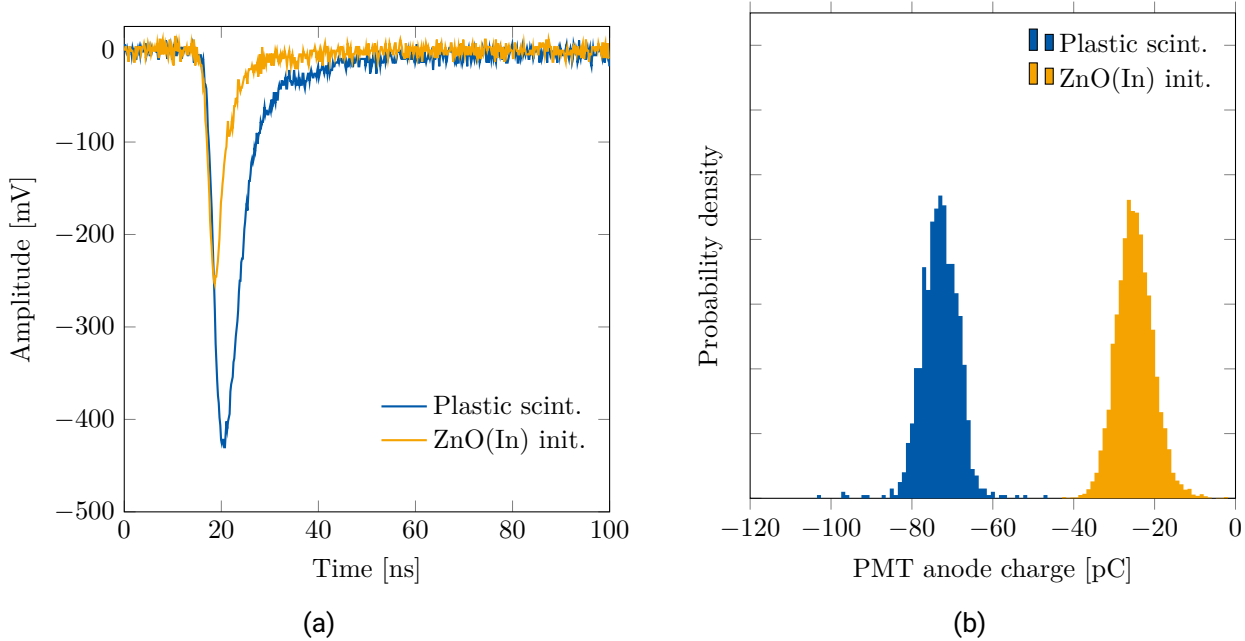 0
−100
−200
−300
−400
−500
Amplitude [mV]
Plastic scint.
ZnO(In) init.
0 20 40 60 80 100
Time [ns]
(a)
Probability density
Plastic scint.
ZnO(In) init.
−120 −100 −80 −60 −40 −20 0
PMT anode charge [pC]
(b)